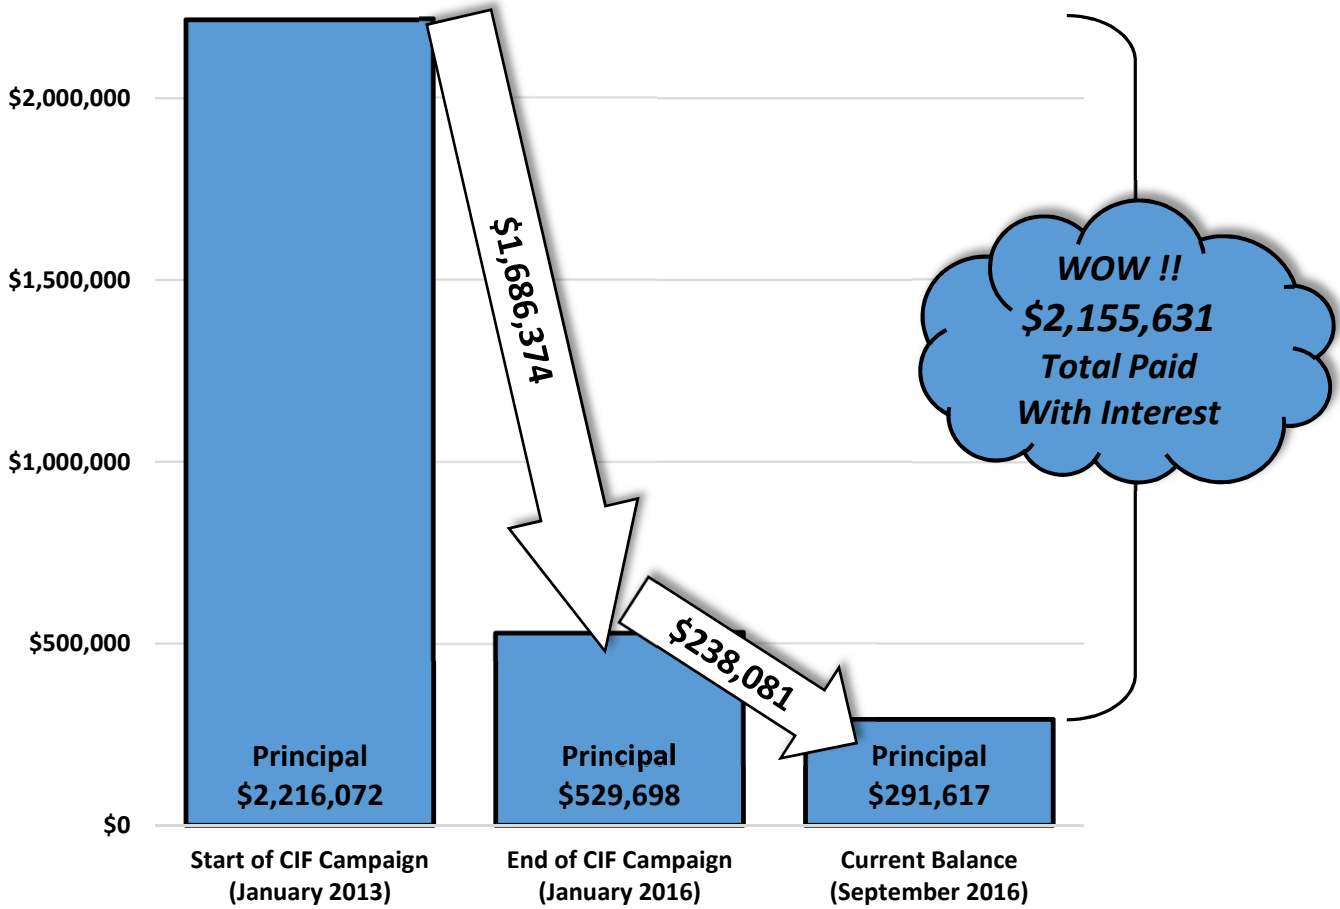 $2,000,000
$1,500,000
$1,000,000
$500,000
$0
$1,686,374
$238,081
WOW !!
$2,155,631
Total Paid
With Interest
Principal
$2,216,072
Principal
$529,698
Principal
$291,617
Start of CIF Campaign
(January 2013)
End of CIF Campaign
(January 2016)
Current Balance
(September 2016)